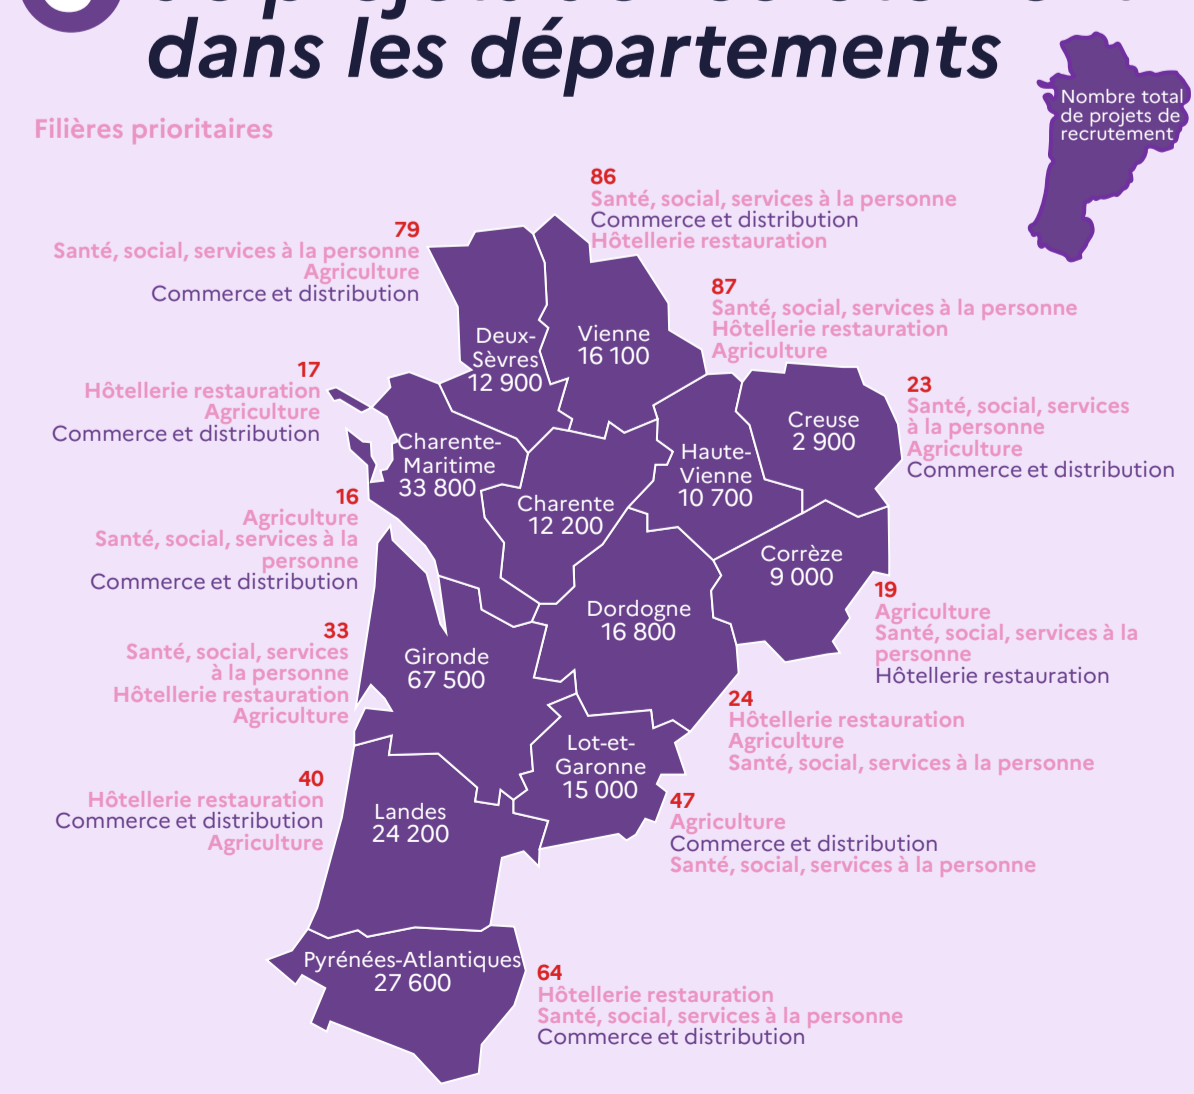 dans les départements
Nombre total
de projets de
recrutement
Filières prioritaires
86
Santé, social, services à la personne
Commerce et distribution
Hôtellerie restauration
79
Santé, social, services à la personne
Agriculture
Commerce et distribution
87
Santé, social, services à la personne
Hôtellerie restauration
Agriculture
Deux-
Sèvres
12 900
Vienne
16 100
17
Hôtellerie restauration
Agriculture
Commerce et distribution
23
Santé, social, services
à la personne
Agriculture
Commerce et distribution
Creuse
2 900
Charente-
Maritime
33 800
Haute-
Vienne
10 700
Charente
12 200
16
Agriculture
Santé, social, services à la
personne
Commerce et distribution
Corrèze
9 000
19
Agriculture
Santé, social, services à la
personne
Hôtellerie restauration
Dordogne
16 800
33
Santé, social, services
à la personne
Hôtellerie restauration
Agriculture
Gironde
67 500
24
Hôtellerie restauration
Agriculture
Santé, social, services à la personne
Lot-et-
Garonne
15 000
40
Hôtellerie restauration
Commerce et distribution
Agriculture
Landes
24 200
47
Agriculture
Commerce et distribution
Santé, social, services à la personne
Pyrénées-Atlantiques
27 600
64
Hôtellerie restauration
Santé, social, services à la personne
Commerce et distribution